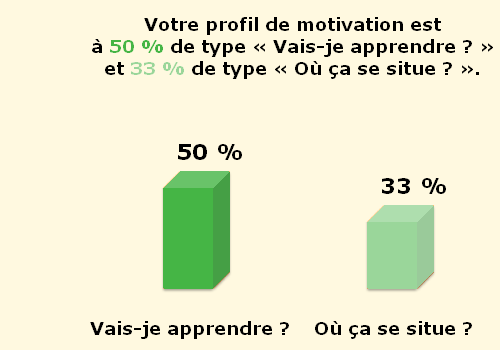 Votre profil de motivation est
à 50 % de type « Vais–je apprendre ? »
et 33 % de type « Où ça se situe ? ».
50 %
33 %
Vais–je apprendre ?
Où ça se situe ?